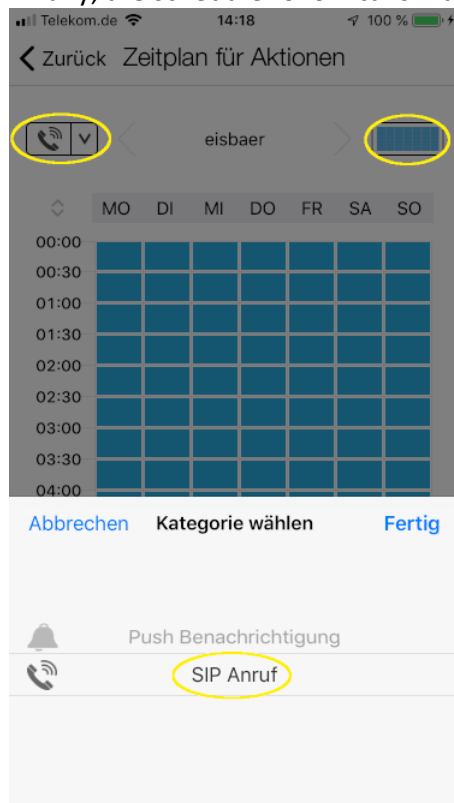 Telekom.de 14:18 100 %
Zurück Zeitplan für Aktionen
eisbaer
MO DI MI DO FR SA SO
00:00
00:30
01:00
01:30
02:00
02:30
03:00
03:30
04:00
Abbrechen Kategorie wählen Fertig
Push Benachrichtigung
SIP Anruf